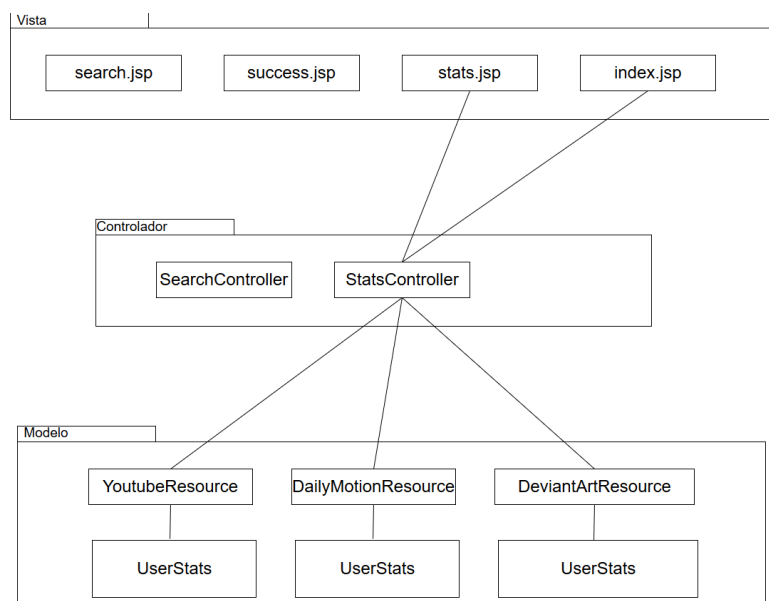 Vista
search.jsp
success.jsp
stats.jsp
index.jsp
Controlador
SearchController
StatsController
Modelo
YoutubeResource
DailyMotionResource
DeviantArtResource
UserStats
UserStats
UserStats